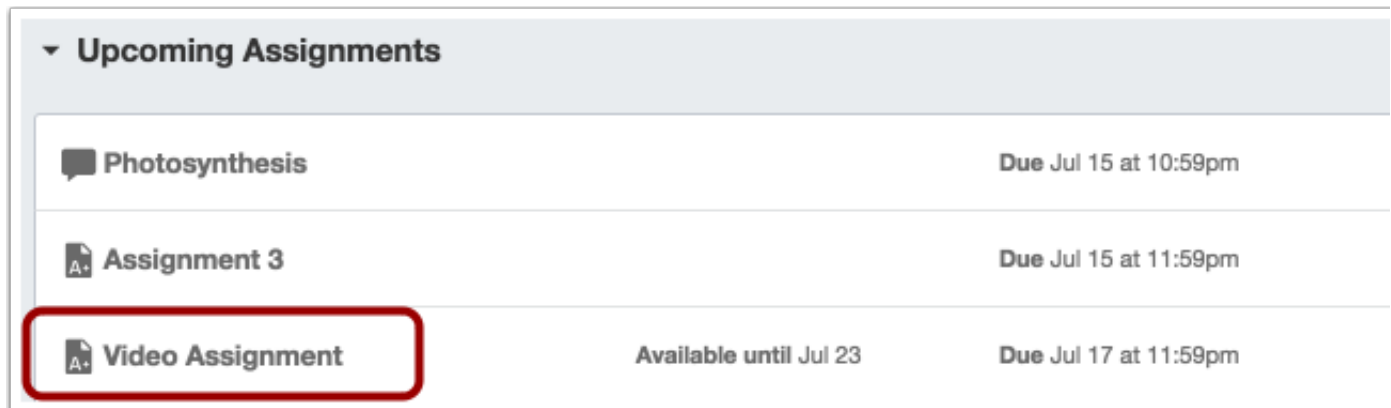 Upcoming Assignments
Photosynthesis Due Jul 15 at 10:59pm
A+ Assignment 3 Due Jul 15 at 11:59pm
A+ Video Assignment Available until Jul 23 Due Jul 17 at 11:59pm